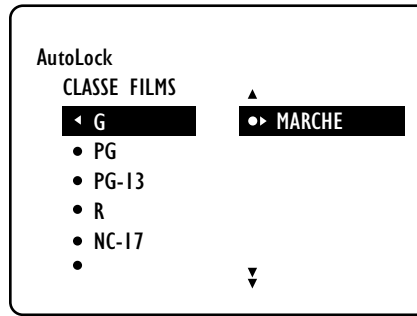 AutoLock
CLASSE FILMS
G
MARCHE
PG
PG-13
R
NC-17